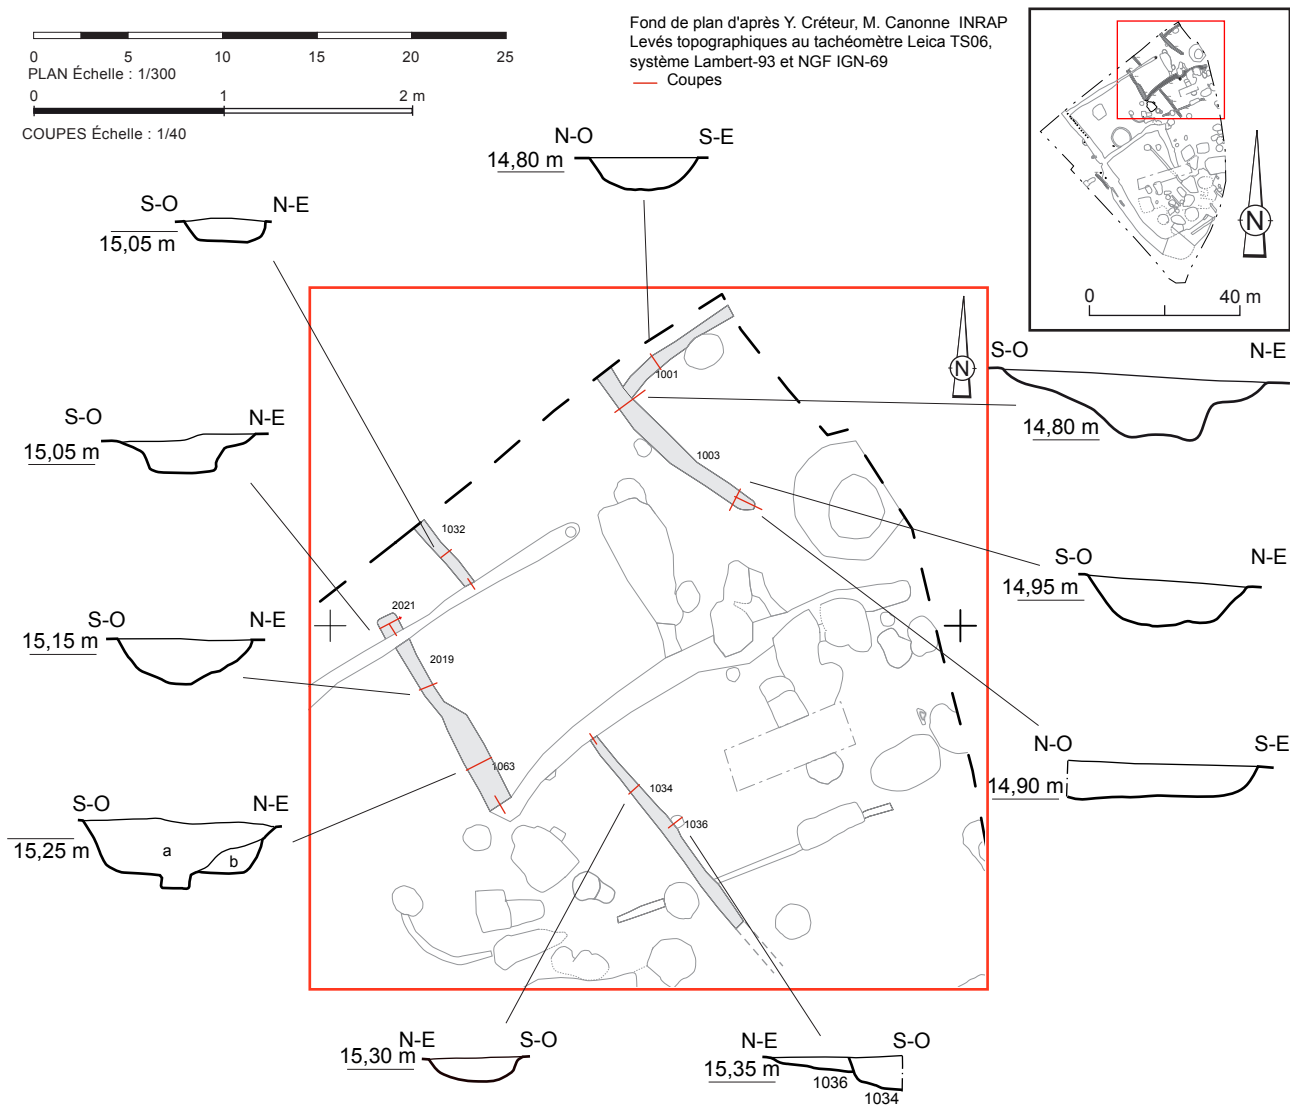 0 5 10 15 20 25
PLAN Échelle : 1/300
0 1 2 m
COUPES Échelle : 1/40
Fond de plan d'après Y. Créteur, M. Canonne INRAP
Levés topographiques au tachéomètre Leica TS06,
système Lambert-93 et NGF IGN-69
Coupes
N
0 40 m
N-O S-E
14,80 m
S-O N-E
15,05 m
S-O N-E
14,80 m
N
1001
1003
S-O N-E
15,05 m
1032
2021
2019
1063
1034
1036
S-O N-E
14,95 m
S-O N-E
15,15 m
N-O S-E
14,90 m
S-O N-E
15,25 m
a
b
N-E S-O
15,30 m
N-E S-O
15,35 m
1036
1034